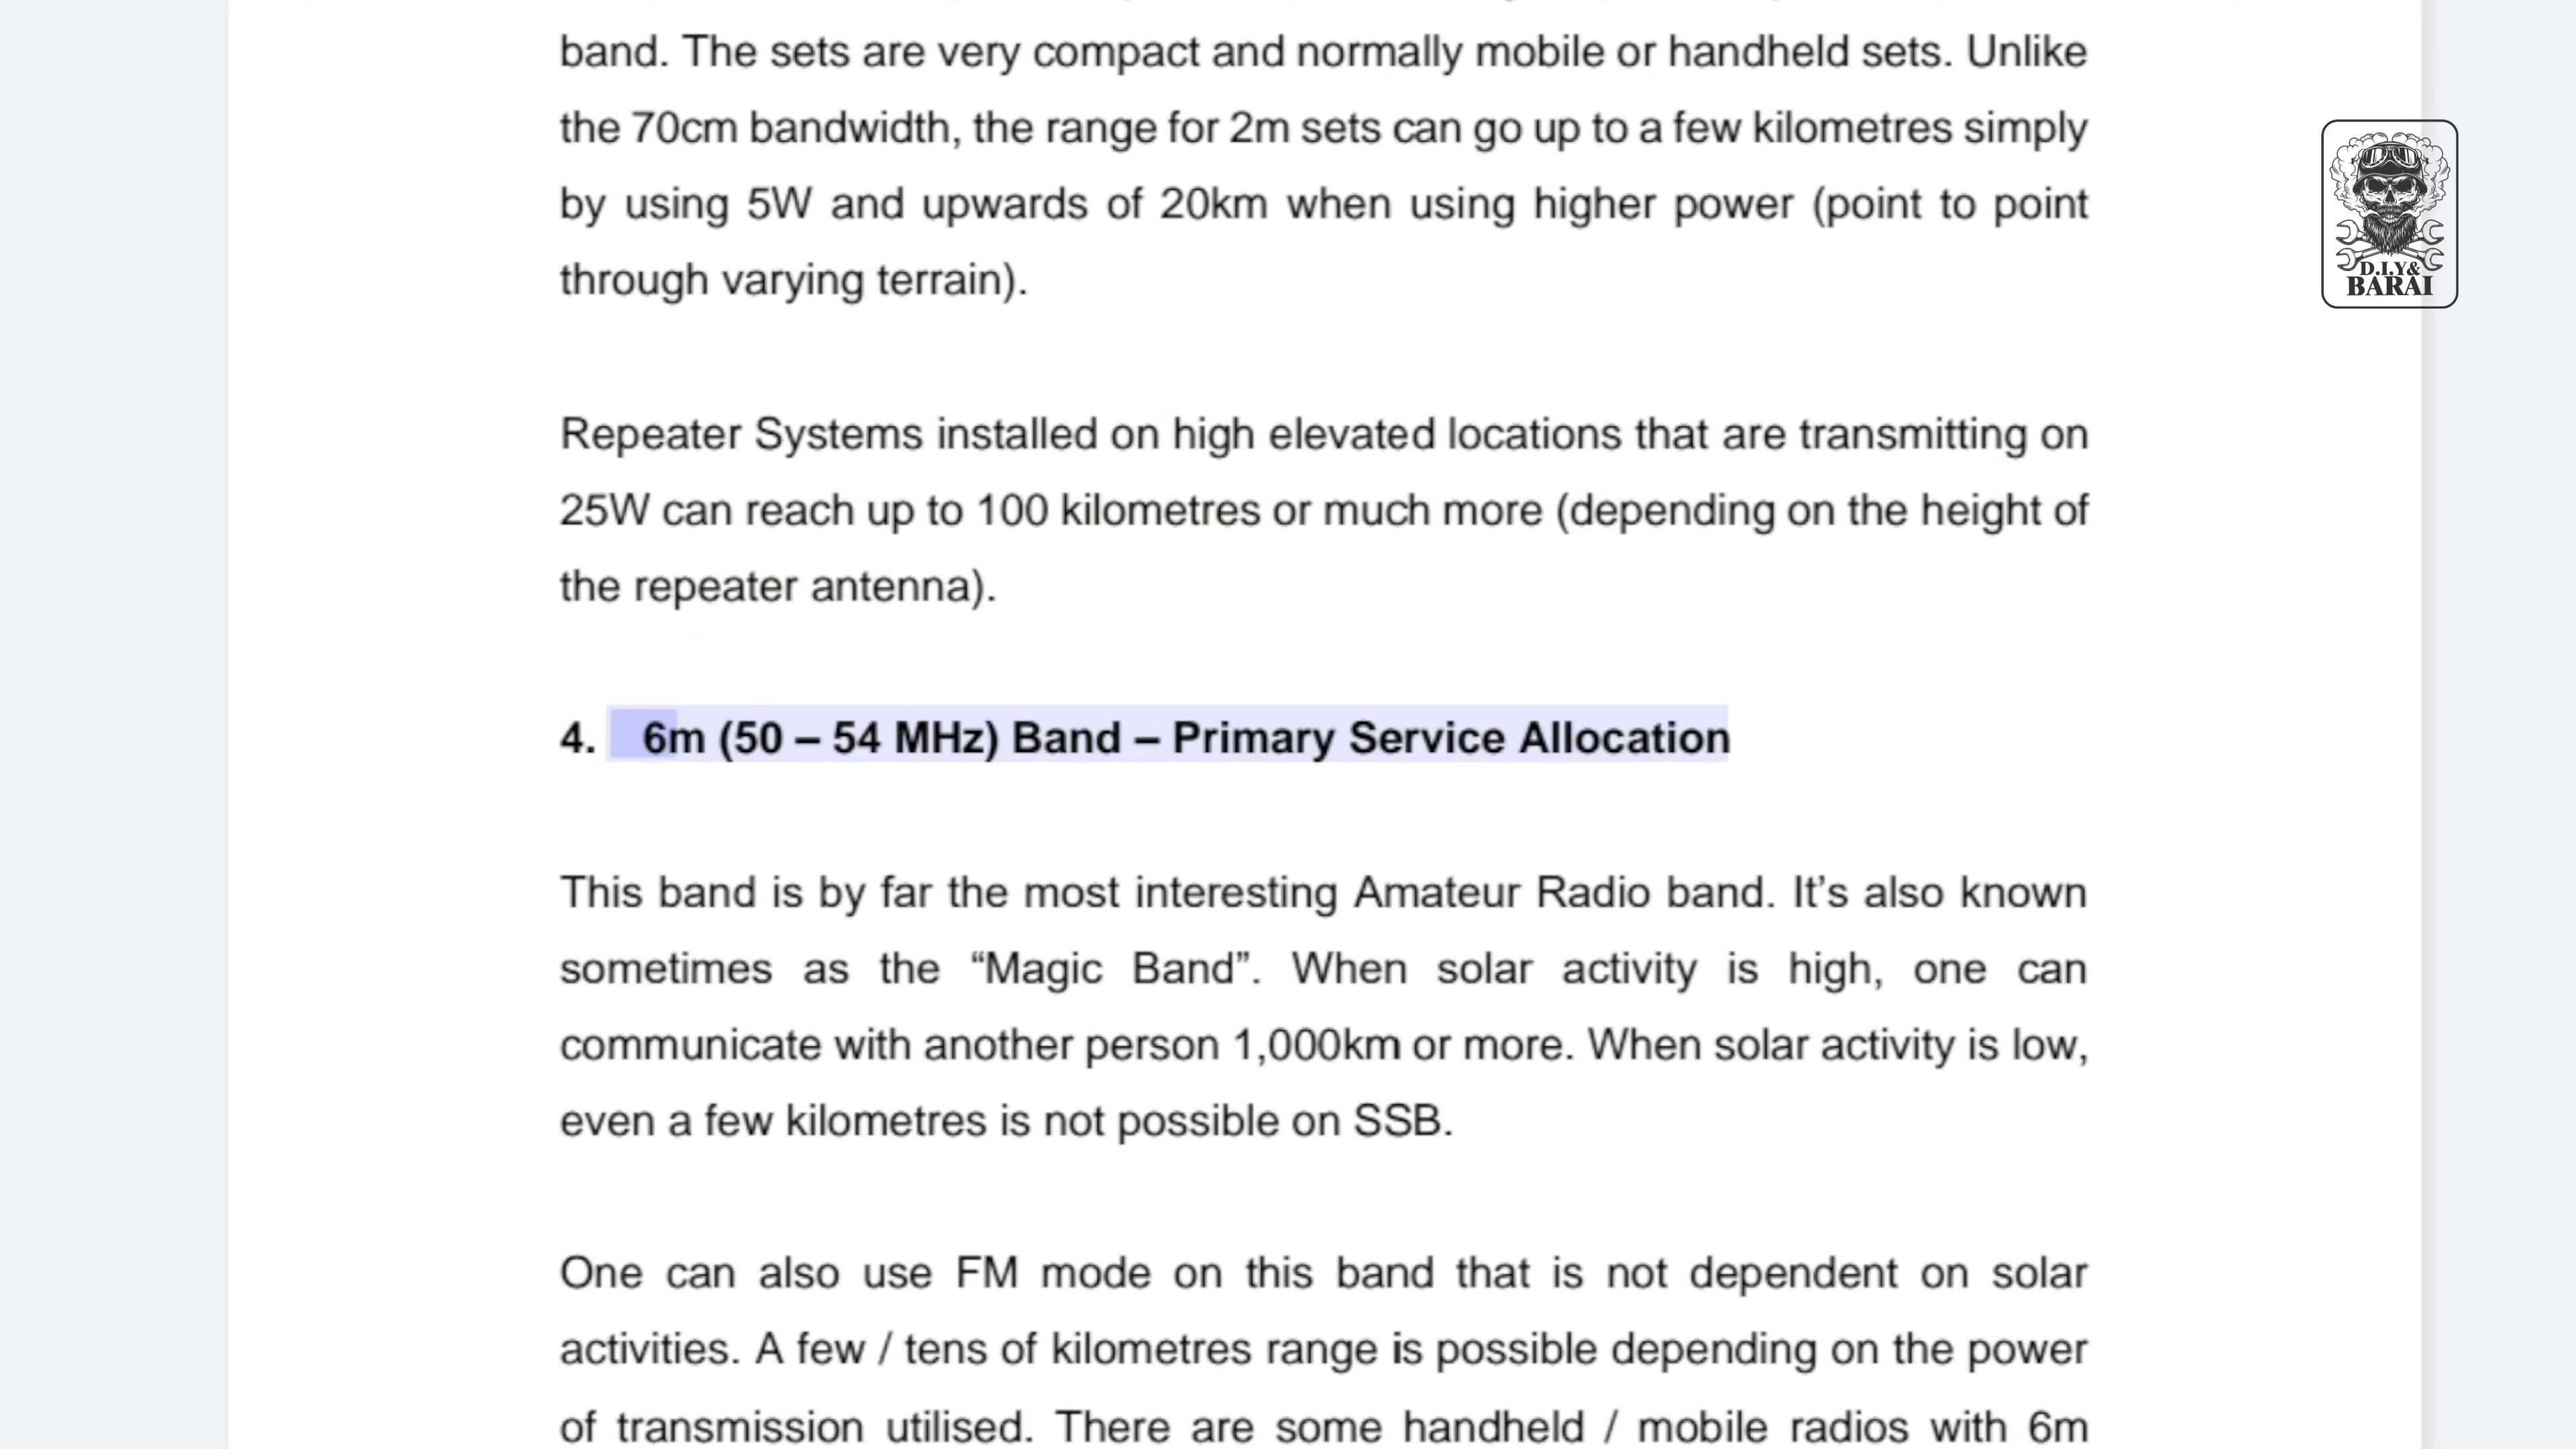 band. The sets are very compact and normally mobile or handheld sets. Unlike
the 70cm bandwidth, the range for 2m sets can go up to a few kilometres simply
by using 5W and upwards of 20km when using higher power (point to point
through varying terrain).
Repeater Systems installed on high elevated locations that are transmitting on
25W can reach up to 100 kilometres or much more (depending on the height of
the repeater antenna).
4. 6m (50 – 54 MHz) Band – Primary Service Allocation
This band is by far the most interesting Amateur Radio band. It’s also known
sometimes as the “Magic Band”. When solar activity is high, one can
communicate with another person 1,000km or more. When solar activity is low,
even a few kilometres is not possible on SSB.
One can also use FM mode on this band that is not dependent on solar
activities. A few / tens of kilometres range is possible depending on the power
of transmission utilised. There are some handheld / mobile radios with 6m
D.I.Y&
BARAI